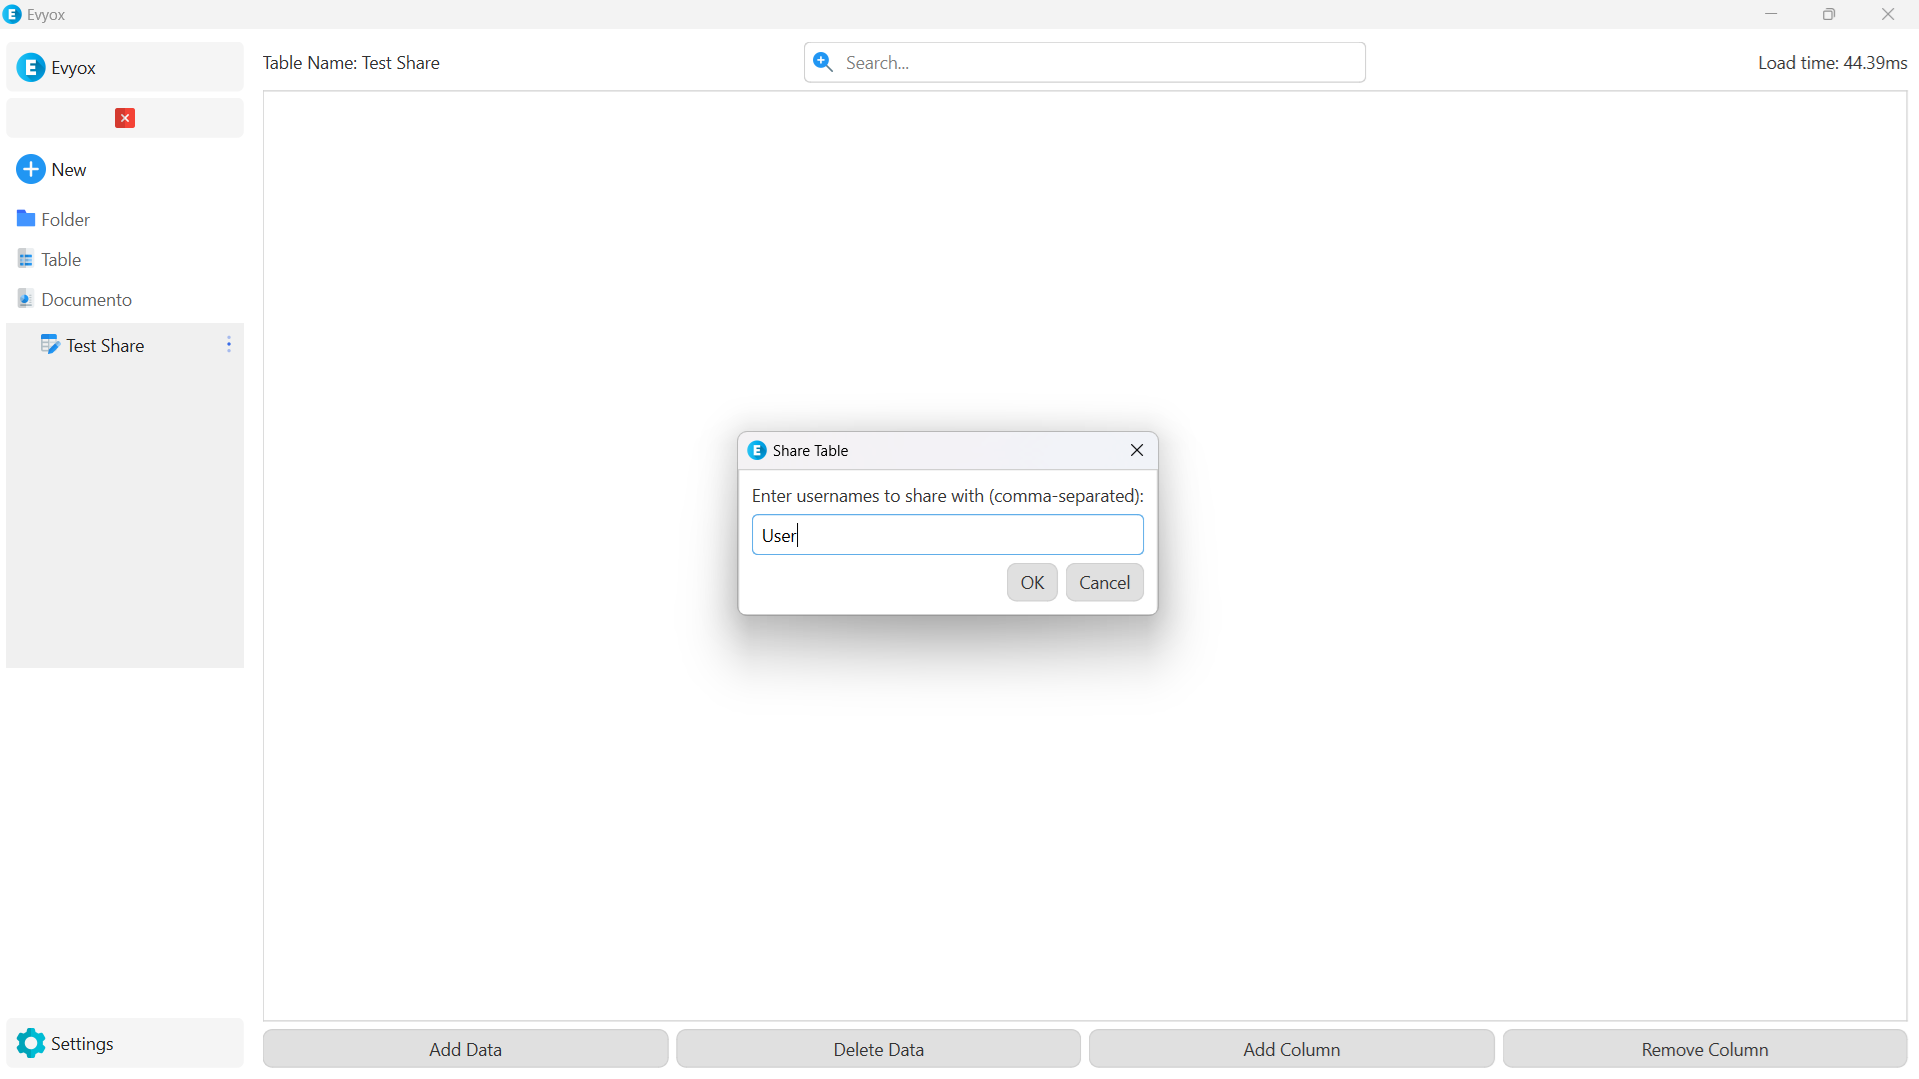 Evyox
Evyox
Table Name: Test Share
Search...
Load time: 44.39ms
New
Folder
Table
Documento
Test Share
Share Table
Enter usernames to share with (comma-separated):
User
OK
Cancel
Settings
Add Data
Delete Data
Add Column
Remove Column